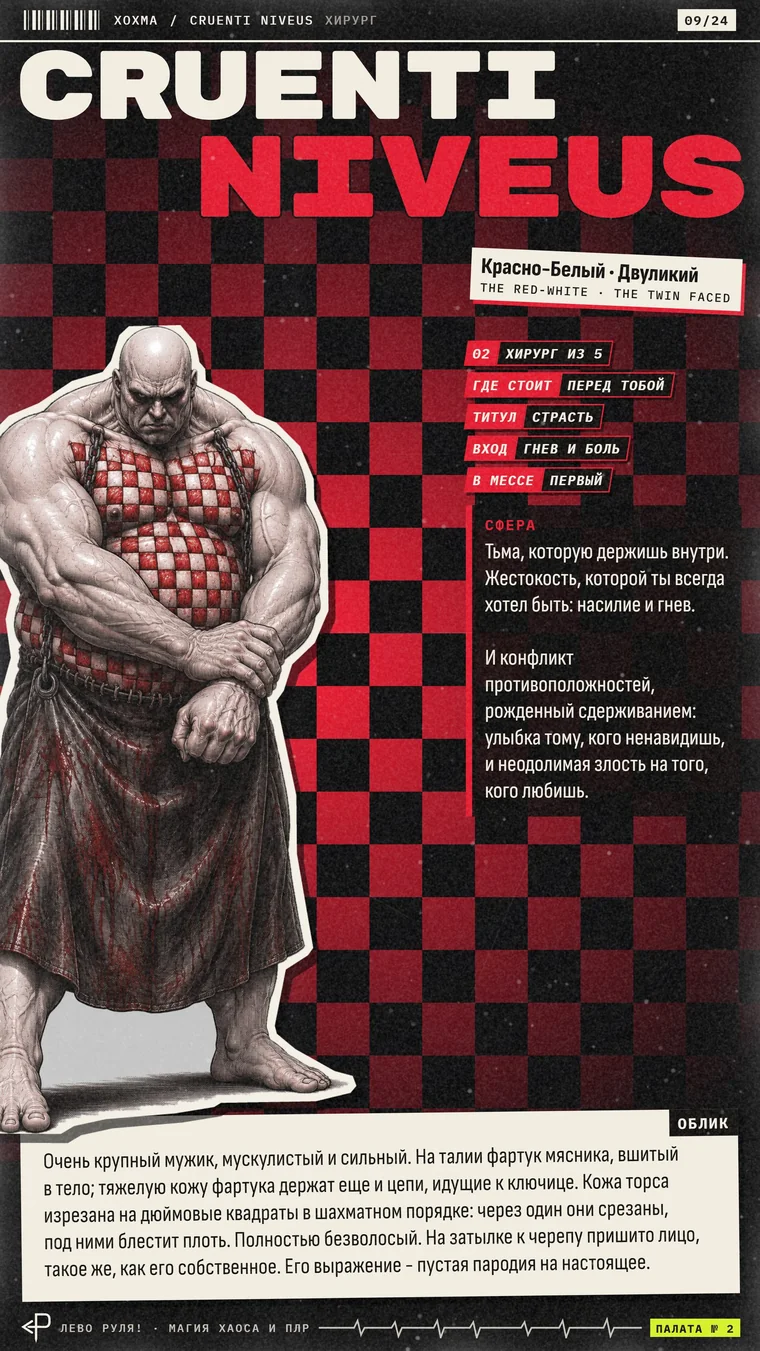 ХОХМА / CRUENTI NIVEUS ХИРУРГ
09/24
CRUENTI
NIVEUS
Красно-Белый · Двуликий
THE RED-WHITE · THE TWIN FACED
02 ХИРУРГ ИЗ 5
ГДЕ СТОИТ ПЕРЕД ТОБОЙ
ТИТУЛ СТРАСТЬ
ВХОД ГНЕВ И БОЛЬ
В МЕССЕ ПЕРВЫЙ
СФЕРА
Тьма, которую держишь внутри.
Жестокость, которой ты всегда
хотел быть: насилие и гнев.
И конфликт
противоположностей,
рожденный сдерживанием:
улыбка тому, кого ненавидишь,
и неодолимая злость на того,
кого любишь.
ОБЛИК
Очень крупный мужик, мускулистый и сильный. На талии фартук мясника, вшитый
в тело; тяжелую кожу фартука держат еще и цепи, идущие к ключице. Кожа торса
изрезана на дюймовые квадраты в шахматном порядке: через один они срезаны,
под ними блестит плоть. Полностью безволосый. На затылке к черепу пришито лицо,
такое же, как его собственное. Его выражение - пустая пародия на настоящее.
ЛЕВО РУЛЯ! · МАГИЯ ХАОСА И ПЛР
ПАЛАТА № 2